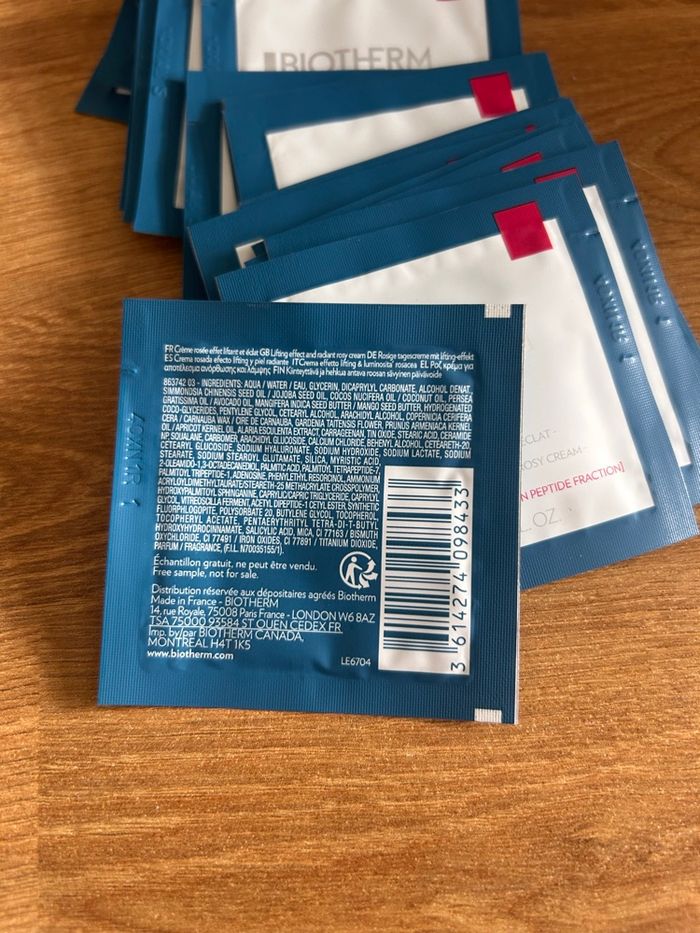 BIOTHERM
ÉCLAT -
ROSY CREAM -
N PEPTIDE FRACTION]
L. OZ.
FR Crème rosée effet liftant et éclat GB Lifting effect and radiant rosy cream DE Rosige tagescreme mit lifting-effekt
ES Crema rosada efecto lifting y piel radiante IT Crema effetto lifting & luminosita' rosacea EL Ροζ κρέμα για
αποτέλεσμα ανόρθωσης και λάμψης FIN Kiinteyttävä ja hehkua antava roosan sävyinen päivävoide
863742 03 - INGREDIENTS: AQUA / WATER / EAU, GLYCERIN, DICAPRYLYL CARBONATE, ALCOHOL DENAT,
SIMMONDSIA CHINENSIS SEED OIL / JOJOBA SEED OIL, COCOS NUCIFERA OIL / COCONUT OIL, PERSEA
GRATISSIMA OIL / AVOCADO OIL, MANGIFERA INDICA SEED BUTTER / MANGO SEED BUTTER, HYDROGENATED
COCO-GLYCERIDES, PENTYLENE GLYCOL, CETEARYL ALCOHOL, ARACHIDYL ALCOHOL, COPERNICIA CERIFERA
CERA / CARNAUBA WAX / CIRE DE CARNAUBA, GARDENIA TAITENSIS FLOWER, PRUNUS ARMENIACA KERNEL
OIL / APRICOT KERNEL OIL, ALARIA ESCULENTA EXTRACT, CARRAGEENAN, TIN OXIDE, STEARIC ACID, CERAMIDE
NP, SQUALANE, CARBOMER, ARACHIDYL GLUCOSIDE, CALCIUM CHLORIDE, BEHENYL ALCOHOL, CETEARETH-20,
CETEARYL GLUCOSIDE, SODIUM HYALURONATE, SODIUM HYDROXIDE, SODIUM LACTATE, SODIUM
STEARATE, SODIUM STEAROYL GLUTAMATE, SILICA, MYRISTIC ACID,
2-OLEAMIDO-1,3-OCTADECANEDIOL, PALMITIC ACID, PALMITOYL TETRAPEPTIDE-7,
PALMITOYL TRIPEPTIDE-1, ADENOSINE, PHENYLETHYL RESORCINOL, AMMONIUM
ACRYLOYLDIMETHYLTAURATE/STEARETH-25 METHACRYLATE CROSSPOLYMER,
HYDROXYPALMITOYL SPHINGANINE, CAPRYLIC/CAPRIC TRIGLYCERIDE, CAPRYLYL
GLYCOL, VITREOSCILLA FERMENT, ACETYL DIPEPTIDE-1 CETYL ESTER, SYNTHETIC
FLUORPHLOGOPITE, POLYSORBATE 20, BUTYLENE GLYCOL, TOCOPHEROL,
TOCOPHERYL ACETATE, PENTAERYTHRITYL TETRA-DI-T-BUTYL
HYDROXYHYDROCINNAMATE, SALICYLIC ACID, MICA, CI 77163 / BISMUTH
OXYCHLORIDE, CI 77491 / IRON OXIDES, CI 77891 / TITANIUM DIOXIDE,
PARFUM / FRAGRANCE, (F.I.L. N70035155/1).
Échantillon gratuit, ne peut être vendu.
Free sample, not for sale.
Distribution réservée aux dépositaires agréés Biotherm
Made in France - BIOTHERM
14, rue Royale, 75008 Paris France - LONDON W6 8AZ
TSA 75000 93584 ST OUEN CEDEX FR
Imp. by/par BIOTHERM CANADA,
MONTREAL H4T 1K5
www.biotherm.com
LE6704
3 614274 098433